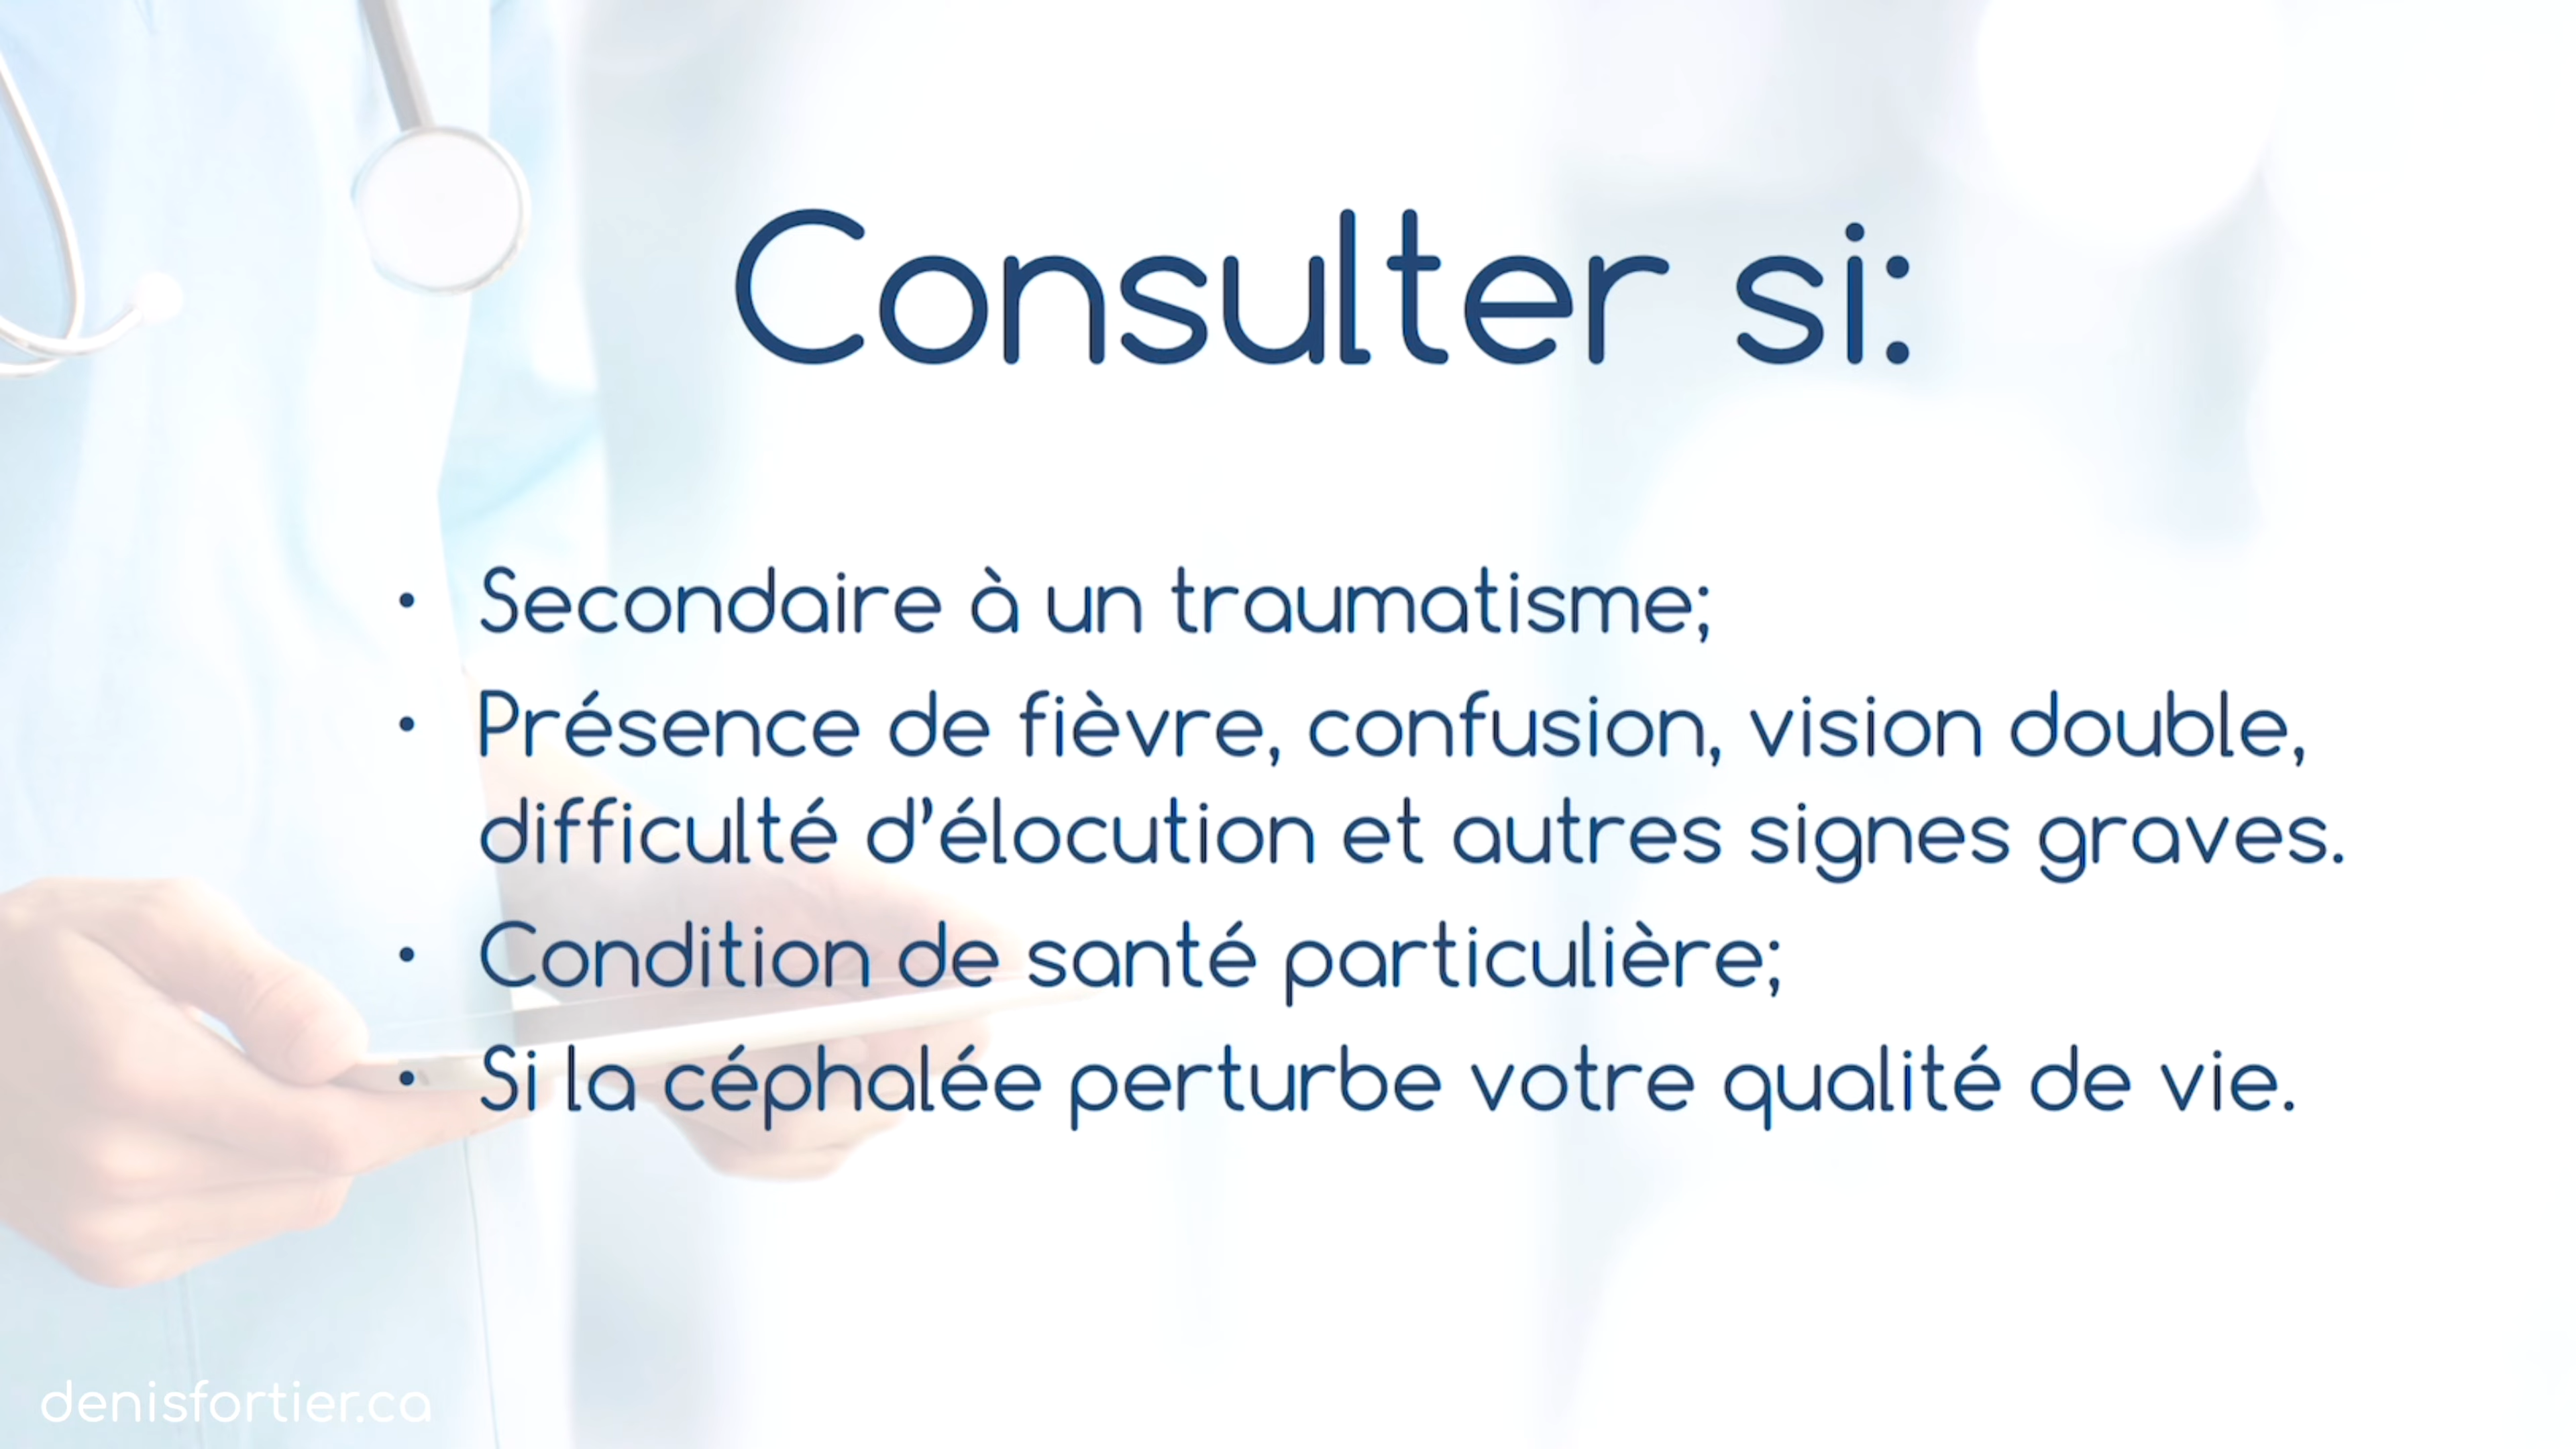 Consulter si:
• Secondaire à un traumatisme;
• Présence de fièvre, confusion, vision double,
difficulté d’élocution et autres signes graves.
• Condition de santé particulière;
• Si la céphalée perturbe votre qualité de vie.
denisfortier.ca